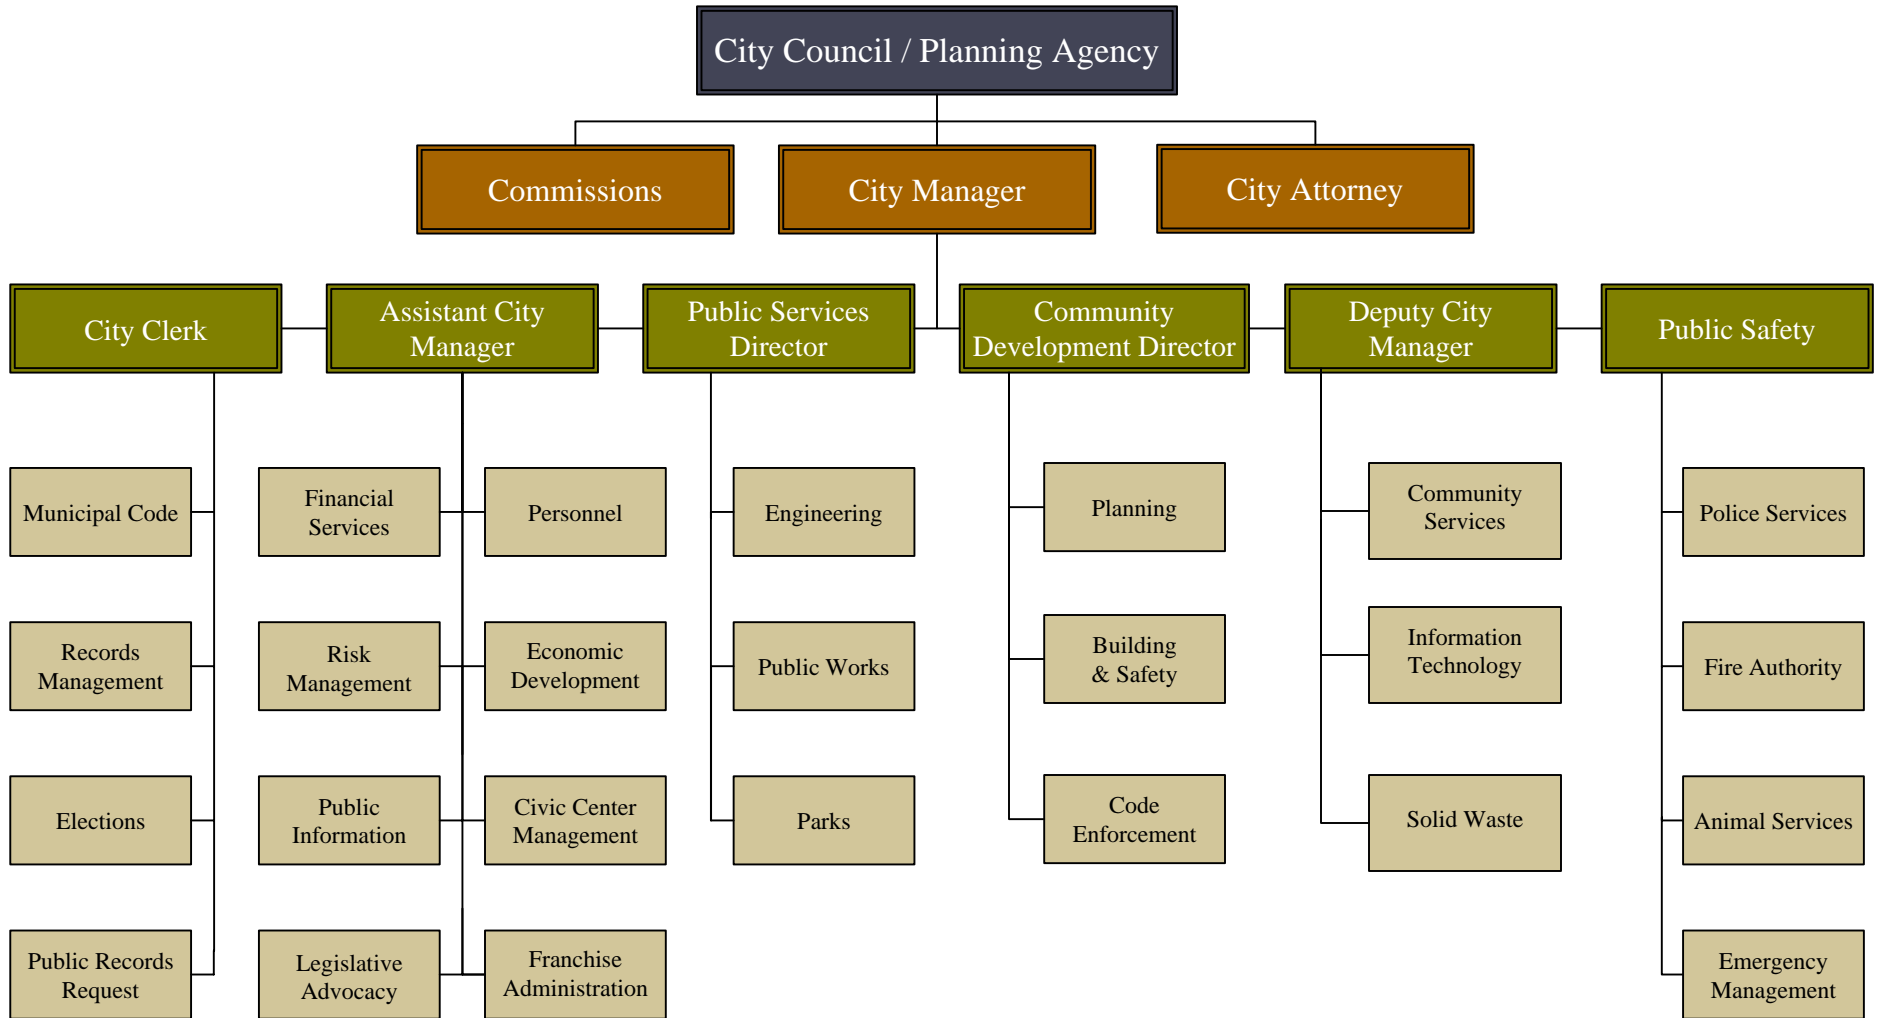 City Council / Planning Agency
Commissions
City Manager
City Attorney
City Clerk
Assistant City
Manager
Public Services
Director
Community
Development Director
Deputy City
Manager
Public Safety
Municipal Code
Records
Management
Elections
Public Records
Request
Financial
Services
Risk
Management
Public
Information
Legislative
Advocacy
Personnel
Economic
Development
Civic Center
Management
Franchise
Administration
Engineering
Public Works
Parks
Planning
Building
& Safety
Code
Enforcement
Community
Services
Information
Technology
Solid Waste
Police Services
Fire Authority
Animal Services
Emergency
Management